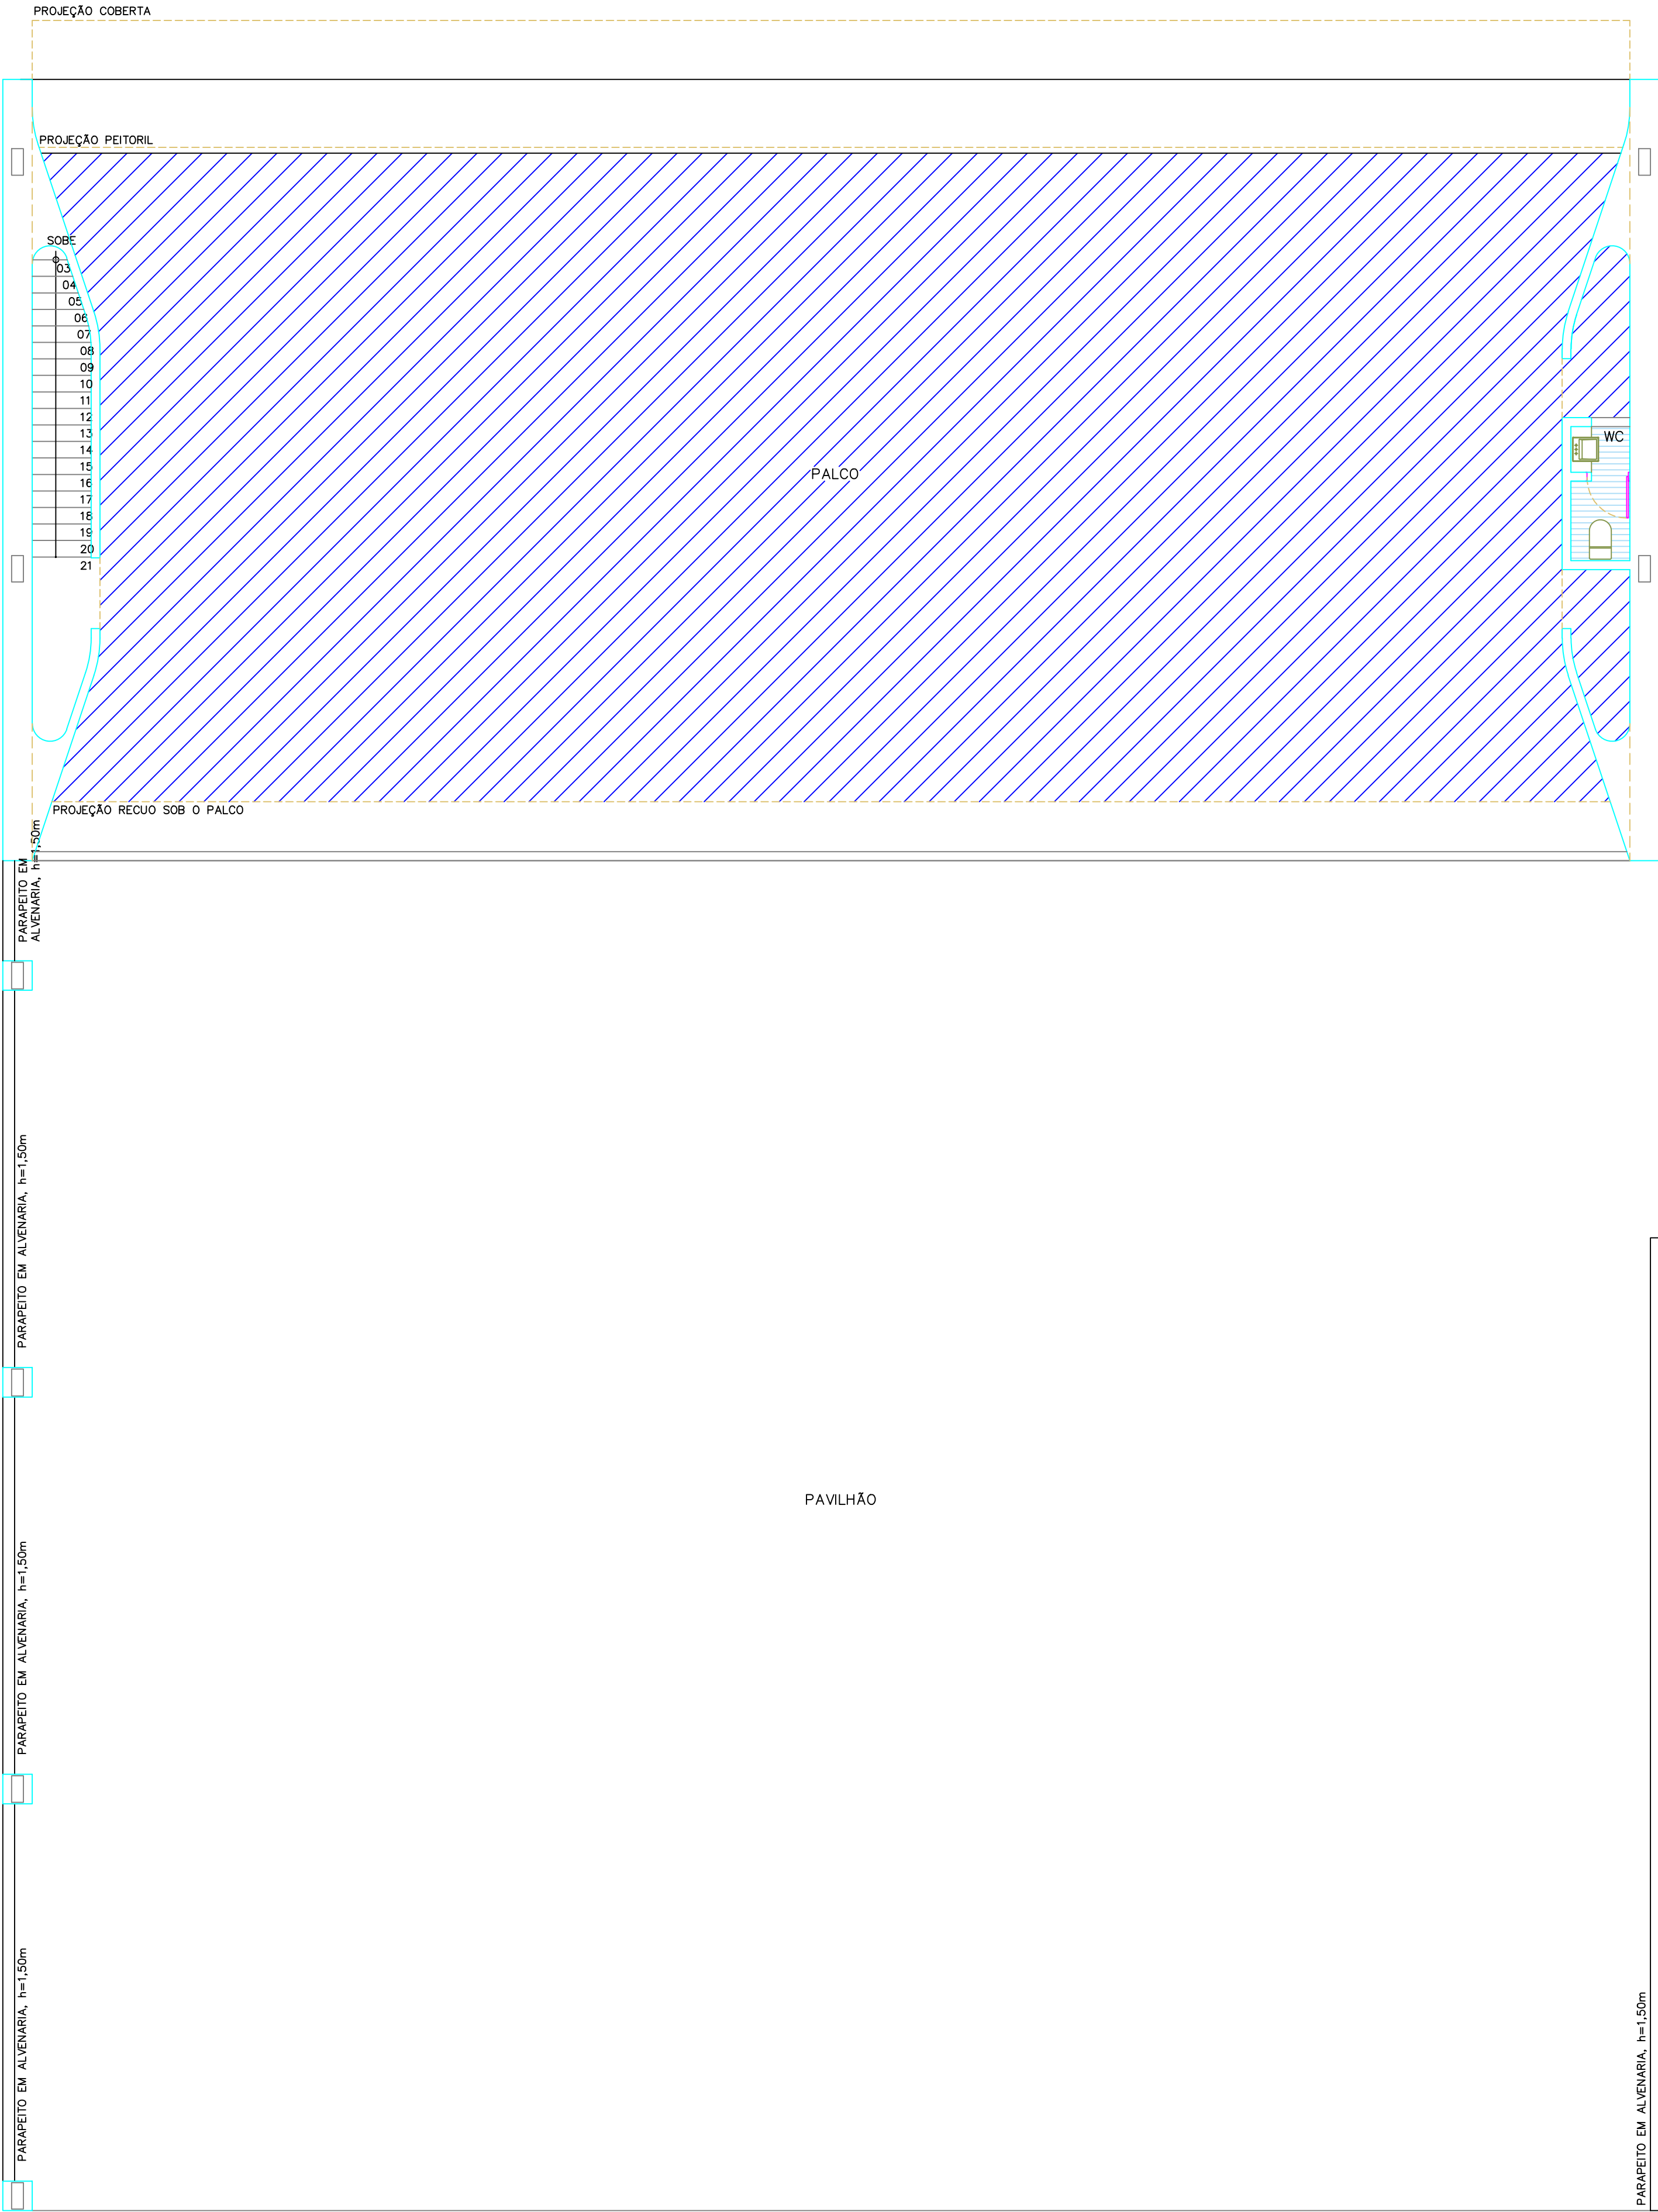 PROJEÇÃO COBERTA
PROJEÇÃO PEITORIL
SOBE
03
04
05
06
07
08
09
10
11
12
13
14
15
16
17
18
19
20
21
WC
PALCO
PROJEÇÃO RECUO SOB O PALCO
PARAPEITO EM
ALVENARIA, h=1,50m
PARAPEITO EM ALVENARIA, h=1,50m
PAVILHÃO
PARAPEITO EM ALVENARIA, h=1,50m
PARAPEITO EM ALVENARIA, h=1,50m
PARAPEITO EM ALVENARIA, h=1,50m